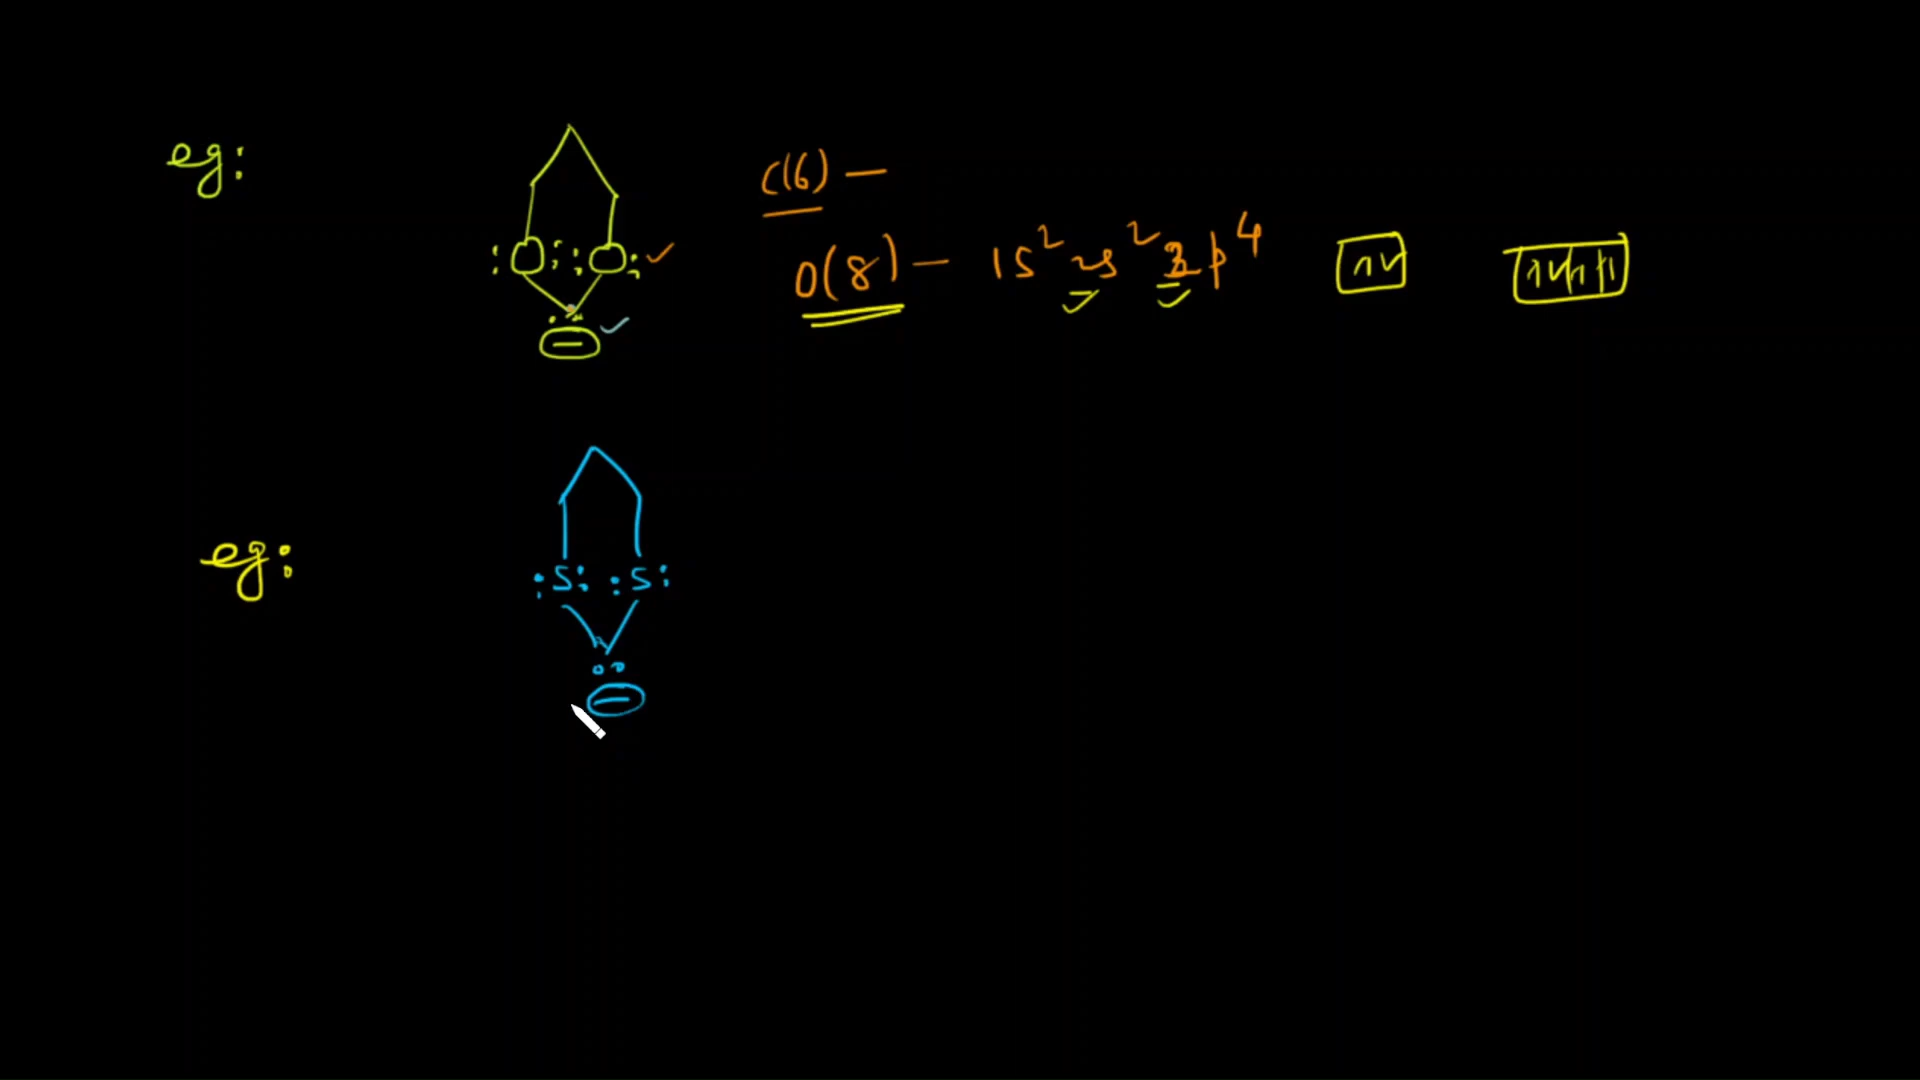 eg:
C(6) —
O(8) — 1s² 2s² 2p⁴
:O: :O:
⊖
eg:
:S: :S:
⊖